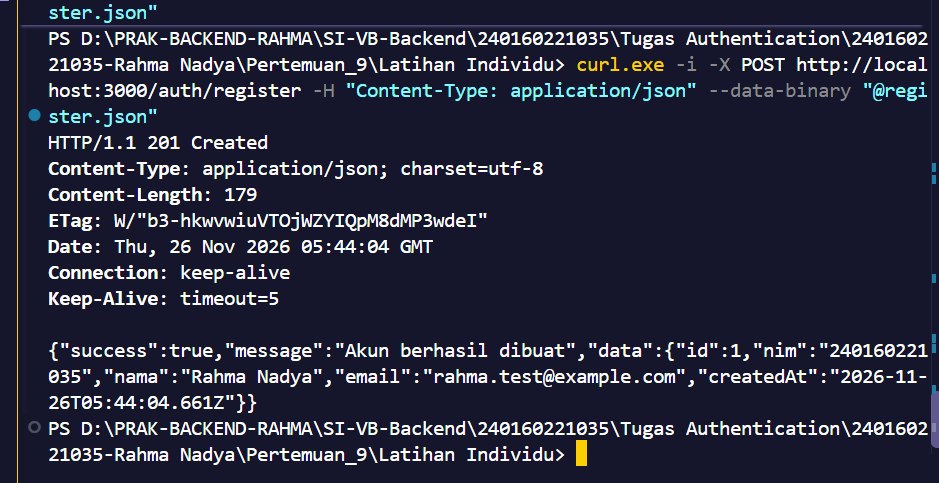 ster.json"
PS D:\PRAK-BACKEND-RAHMA\SI-VB-Backend\240160221035\Tugas Authentication\2401602
21035-Rahma Nadya\Pertemuan_9\Latihan Individu> curl.exe -i -X POST http://local
host:3000/auth/register -H "Content-Type: application/json" --data-binary "@regi
ster.json"
HTTP/1.1 201 Created
Content-Type: application/json; charset=utf-8
Content-Length: 179
ETag: W/"b3-hkwvwiuVTOjWZYIQpM8dMP3wdeI"
Date: Thu, 26 Nov 2026 05:44:04 GMT
Connection: keep-alive
Keep-Alive: timeout=5
{"success":true,"message":"Akun berhasil dibuat","data":{"id":1,"nim":"240160221
035","nama":"Rahma Nadya","email":"rahma.test@example.com","createdAt":"2026-11-
26T05:44:04.661Z"}}
PS D:\PRAK-BACKEND-RAHMA\SI-VB-Backend\240160221035\Tugas Authentication\2401602
21035-Rahma Nadya\Pertemuan_9\Latihan Individu>